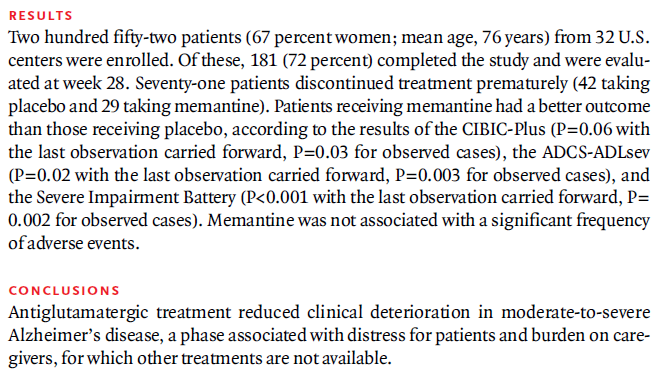 RESULTS
Two hundred fifty-two patients (67 percent women; mean age, 76 years) from 32 U.S.
centers were enrolled. Of these, 181 (72 percent) completed the study and were evalu-
ated at week 28. Seventy-one patients discontinued treatment prematurely (42 taking
placebo and 29 taking memantine). Patients receiving memantine had a better outcome
than those receiving placebo, according to the results of the CIBIC-Plus (P=0.06 with
the last observation carried forward, P=0.03 for observed cases), the ADCS-ADLsev
(P=0.02 with the last observation carried forward, P=0.003 for observed cases), and
the Severe Impairment Battery (P<0.001 with the last observation carried forward, P=
0.002 for observed cases). Memantine was not associated with a significant frequency
of adverse events.
CONCLUSIONS
Antiglutamatergic treatment reduced clinical deterioration in moderate-to-severe
Alzheimer’s disease, a phase associated with distress for patients and burden on care-
givers, for which other treatments are not available.